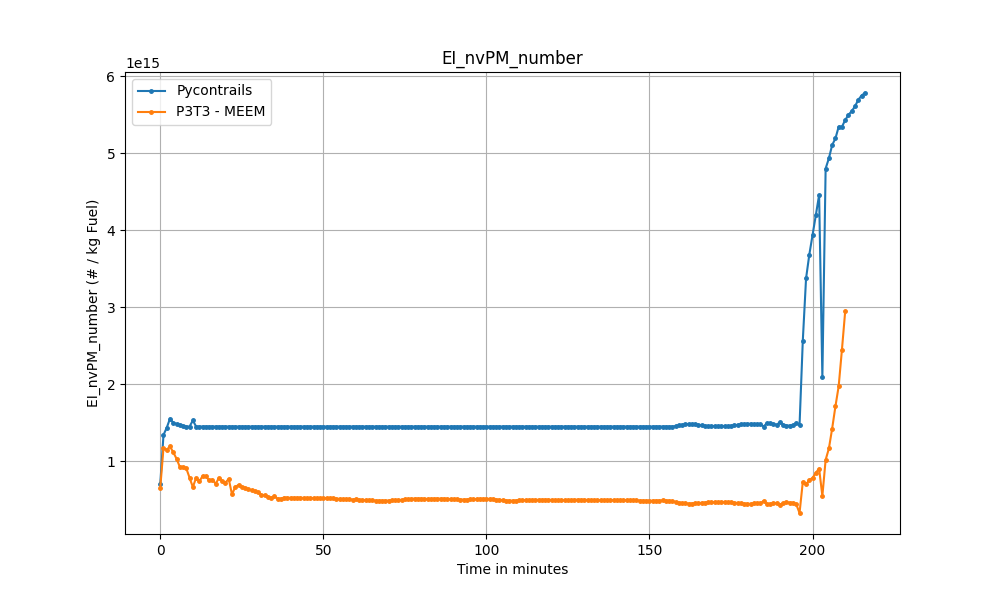 EI_nvPM_number
1e15
Pycontrails
P3T3 - MEEM
6
5
4
3
2
1
EI_nvPM_number (# / kg Fuel)
0
50
100
150
200
Time in minutes